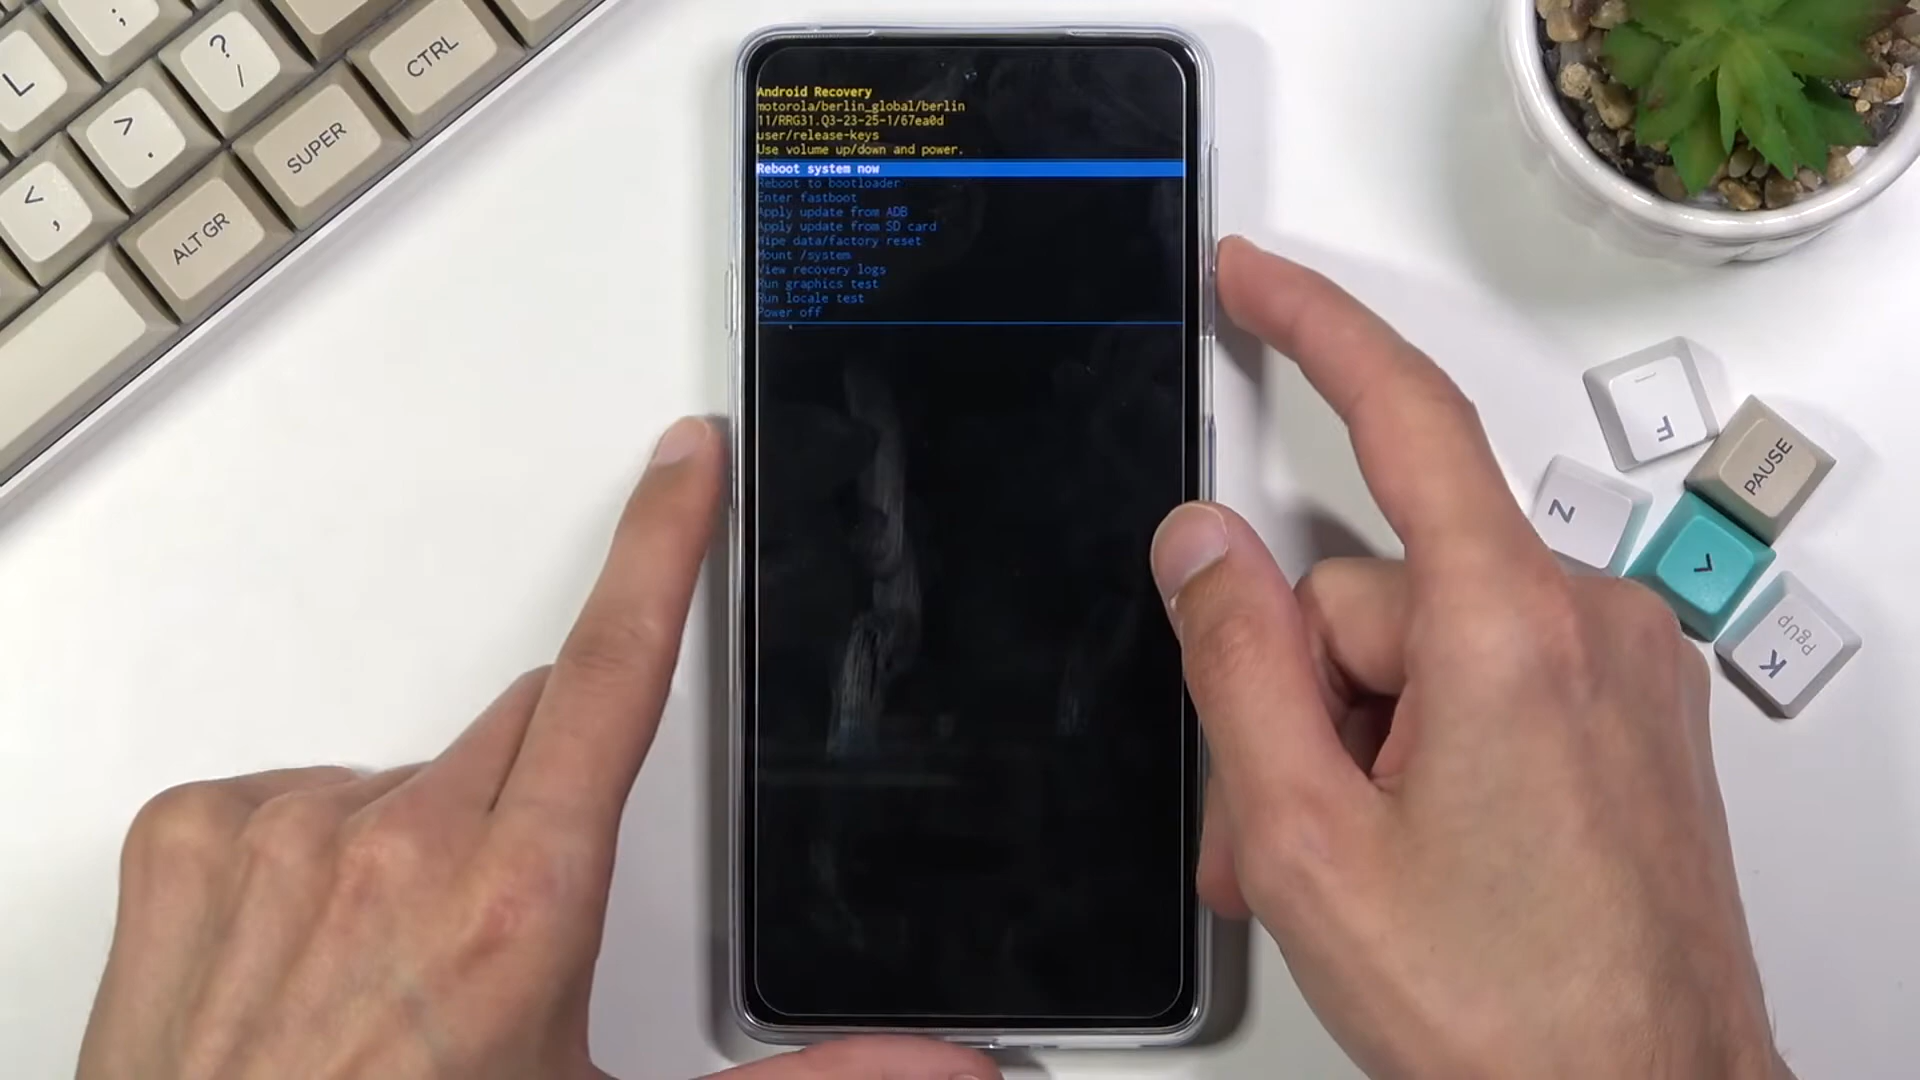 L
;
?
/
CTRL
>
.
SUPER
<
,
ALT GR
Android Recovery
motorola/berlin_global/berlin
11/RRG31.Q3-23-25-1/67ea0d
user/release-keys
Use volume up/down and power.
Reboot system now
Reboot to bootloader
Enter fastboot
Apply update from ADB
Apply update from SD card
Wipe data/factory reset
Mount /system
View recovery logs
Run graphics test
Run locale test
Power off
F
PAUSE
Z
K
PgUp